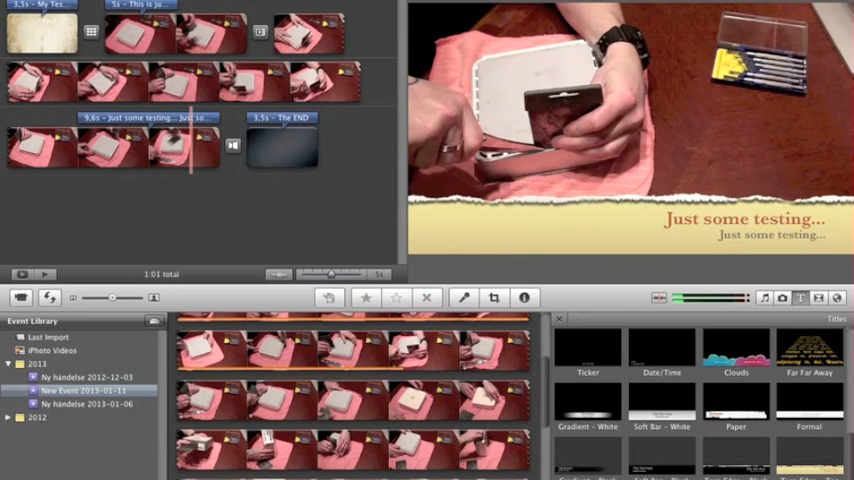 3,5s - My Tes...
5s - This is ju...
9,6s - Just some testing... Just so...
3,5s - The END
Just some testing...
Just some testing...
1:01 total
5s
Event Library
Last Import
iPhoto Videos
2013
Ny händelse 2012-12-03
New Event 2013-01-11
Ny händelse 2013-01-06
2012
Titles
Ticker
Date/Time
Clouds
Far Far Away
Gradient - White
Soft Bar - White
Paper
Formal